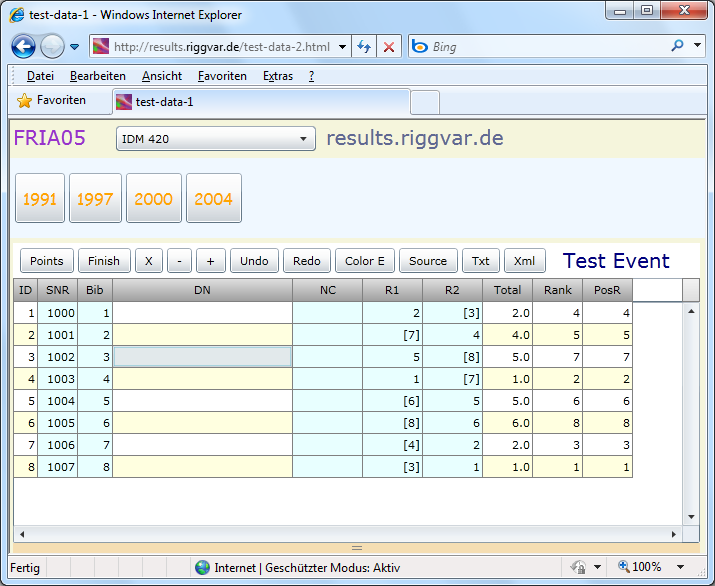 test-data-1 - Windows Internet Explorer
http://results.riggvar.de/test-data-2.html Bing
Datei Bearbeiten Ansicht Favoriten Extras ?
Favoriten test-data-1
FRIA05 IDM 420 results.riggvar.de
1991 1997 2000 2004
Points Finish X - + Undo Redo Color E Source Txt Xml Test Event
ID SNR Bib DN NC R1 R2 Total Rank PosR
1 1000 1 2 [3] 2.0 4 4
2 1001 2 [7] 4 4.0 5 5
3 1002 3 5 [8] 5.0 7 7
4 1003 4 1 [7] 1.0 2 2
5 1004 5 [6] 5 5.0 6 6
6 1005 6 [8] 6 6.0 8 8
7 1006 7 [4] 2 2.0 3 3
8 1007 8 [3] 1 1.0 1 1
Fertig Internet | Geschützter Modus: Aktiv 100%